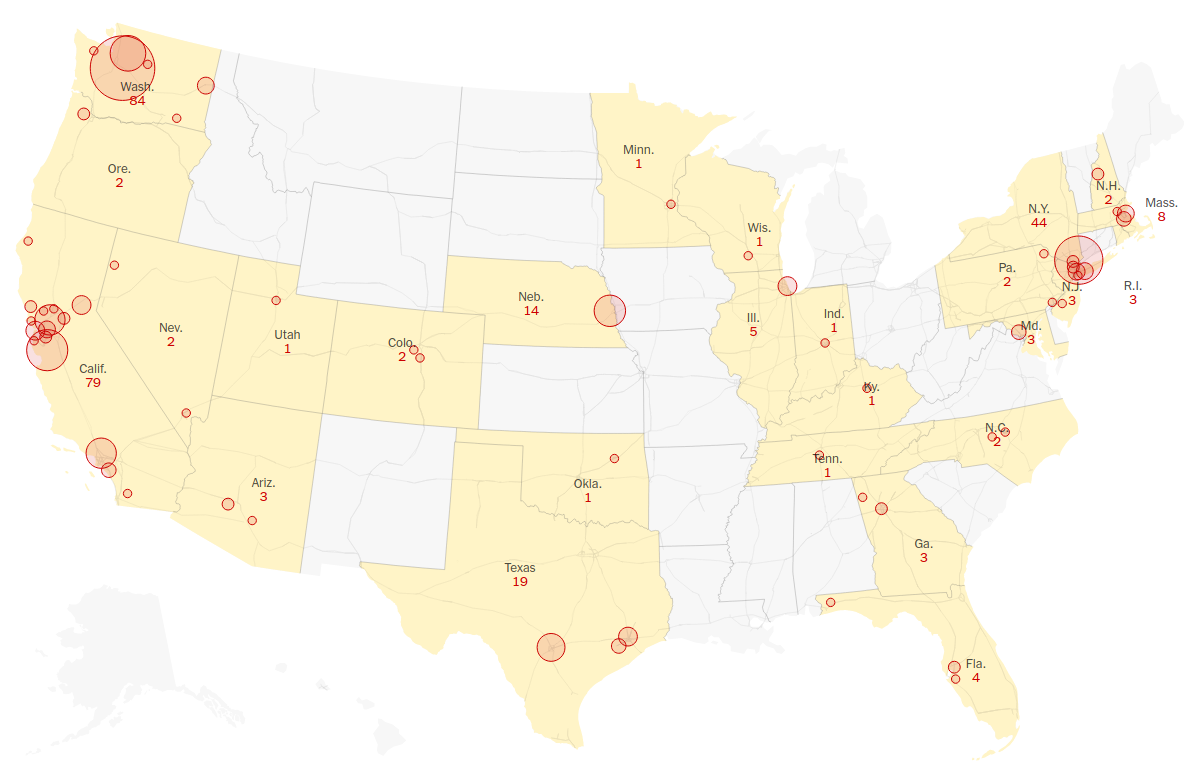 Wash.
84
Ore.
2
Minn.
1
N.H.
2
Mass.
8
N.Y.
44
Wis.
1
Pa.
2
N.J.
3
R.I.
3
Neb.
14
Ill.
5
Ind.
1
Md.
3
Nev.
2
Utah
1
Colo.
2
Calif.
79
Ky.
1
N.C.
2
Tenn.
1
Ariz.
3
Okla.
1
Ga.
3
Texas
19
Fla.
4